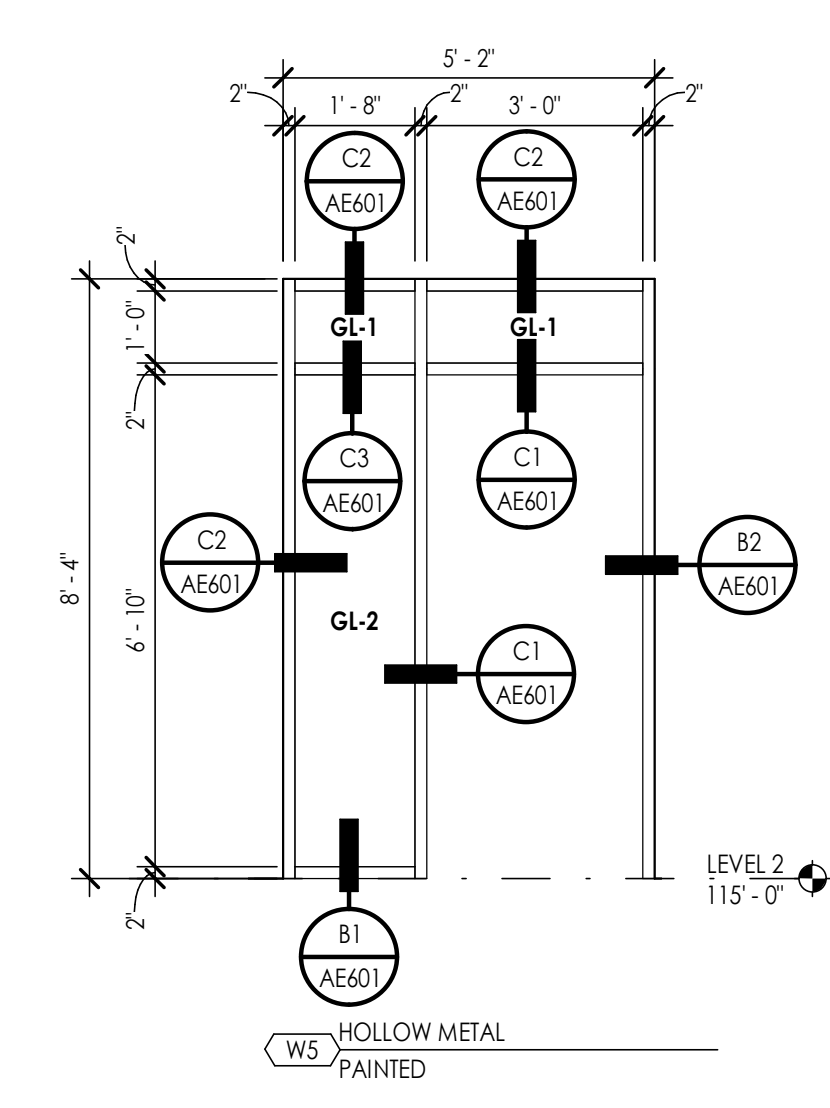 5' - 2"
2" 1' - 8" 2" 3' - 0" 2"
C2
AE601
C2
AE601
2"
1' - 0"
2"
GL-1
GL-1
C3
AE601
C1
AE601
C2
AE601
B2
AE601
8' - 4"
6' - 10"
GL-2
C1
AE601
LEVEL 2
115' - 0"
2"
B1
AE601
W5
HOLLOW METAL
PAINTED